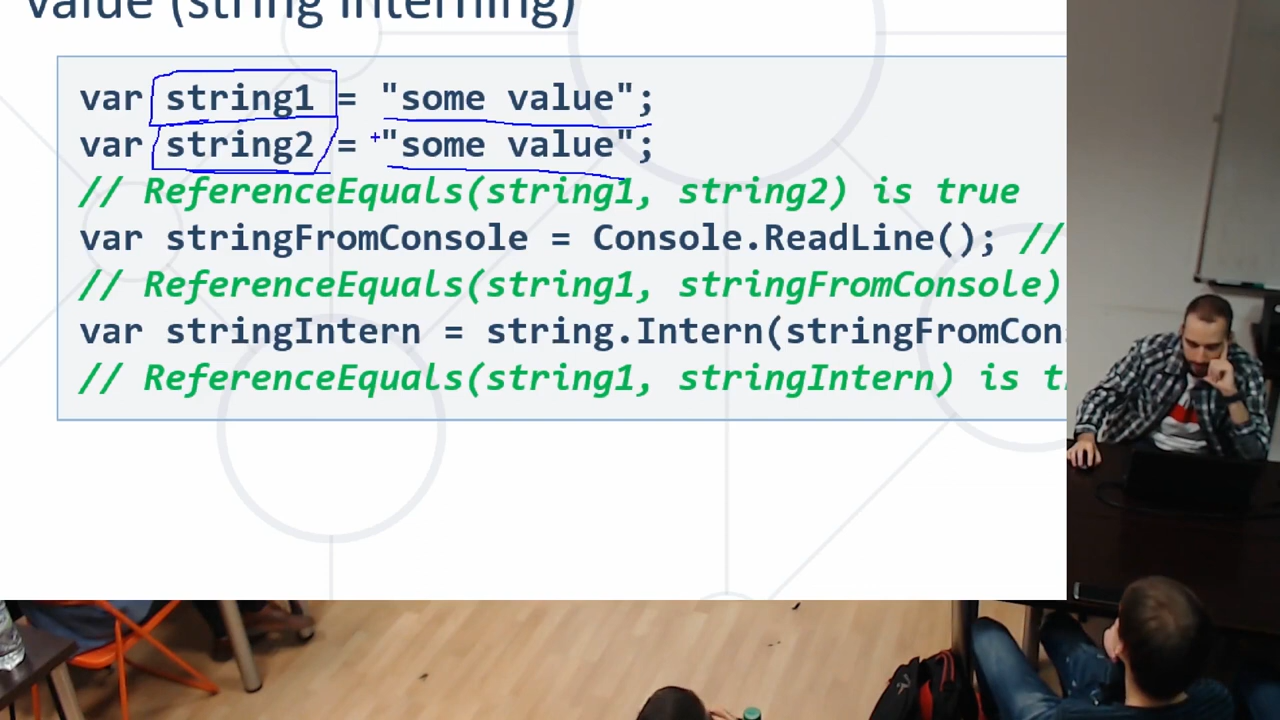 value (string interning)
var string1 = "some value";
var string2 = "some value";
// ReferenceEquals(string1, string2) is true
var stringFromConsole = Console.ReadLine(); //
// ReferenceEquals(string1, stringFromConsole)
var stringIntern = string.Intern(stringFromCon
// ReferenceEquals(string1, stringIntern) is